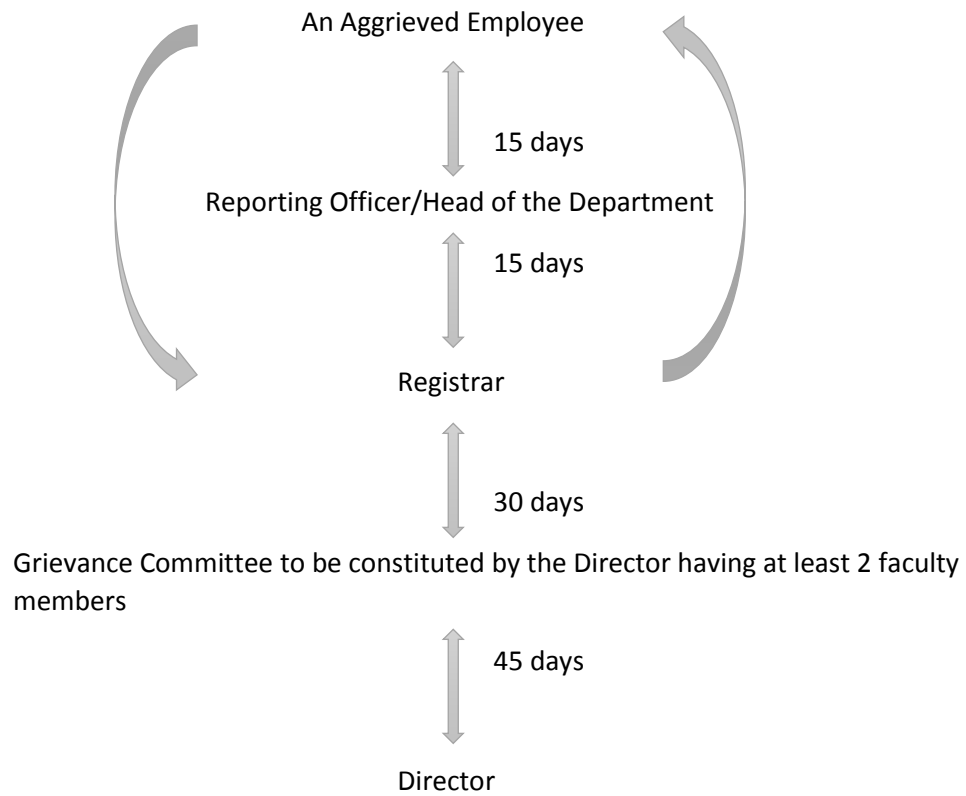 An Aggrieved Employee
15 days
Reporting Officer/Head of the Department
15 days
Registrar
30 days
Grievance Committee to be constituted by the Director having at least 2 faculty
members
45 days
Director